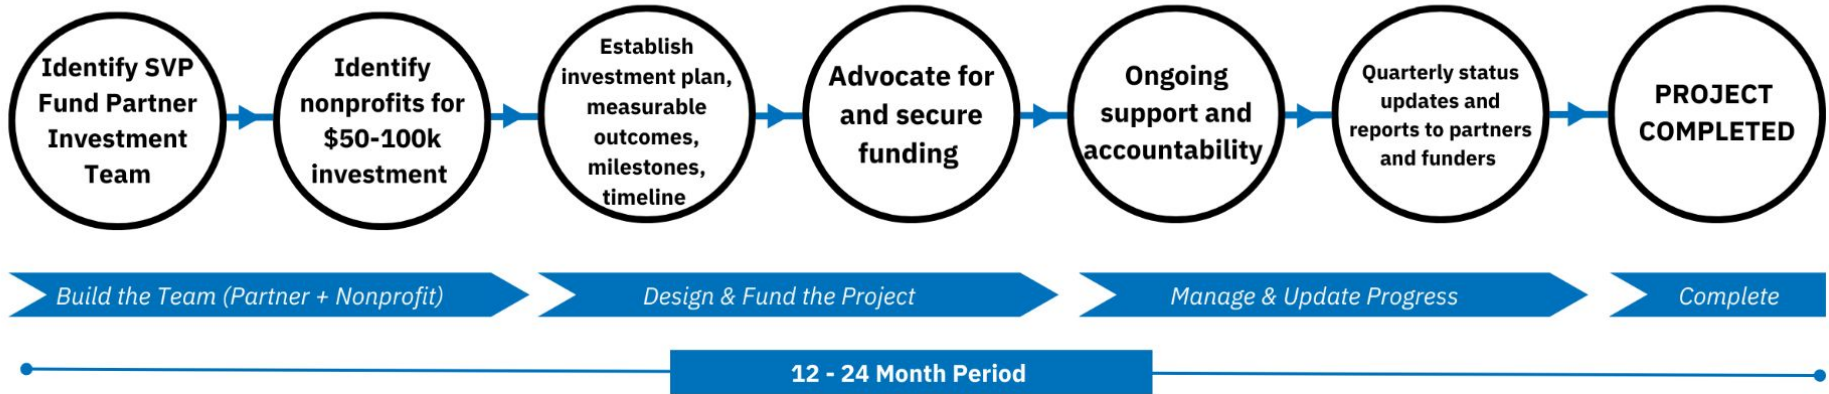 Identify SVP
Fund Partner
Investment
Team
Identify
nonprofits for
$50-100k
investment
Establish
investment plan,
measurable
outcomes,
milestones,
timeline
Advocate for
and secure
funding
Ongoing
support and
accountability
Quarterly status
updates and
reports to partners
and funders
PROJECT
COMPLETED
Build the Team (Partner + Nonprofit)
Design & Fund the Project
Manage & Update Progress
Complete
12 - 24 Month Period